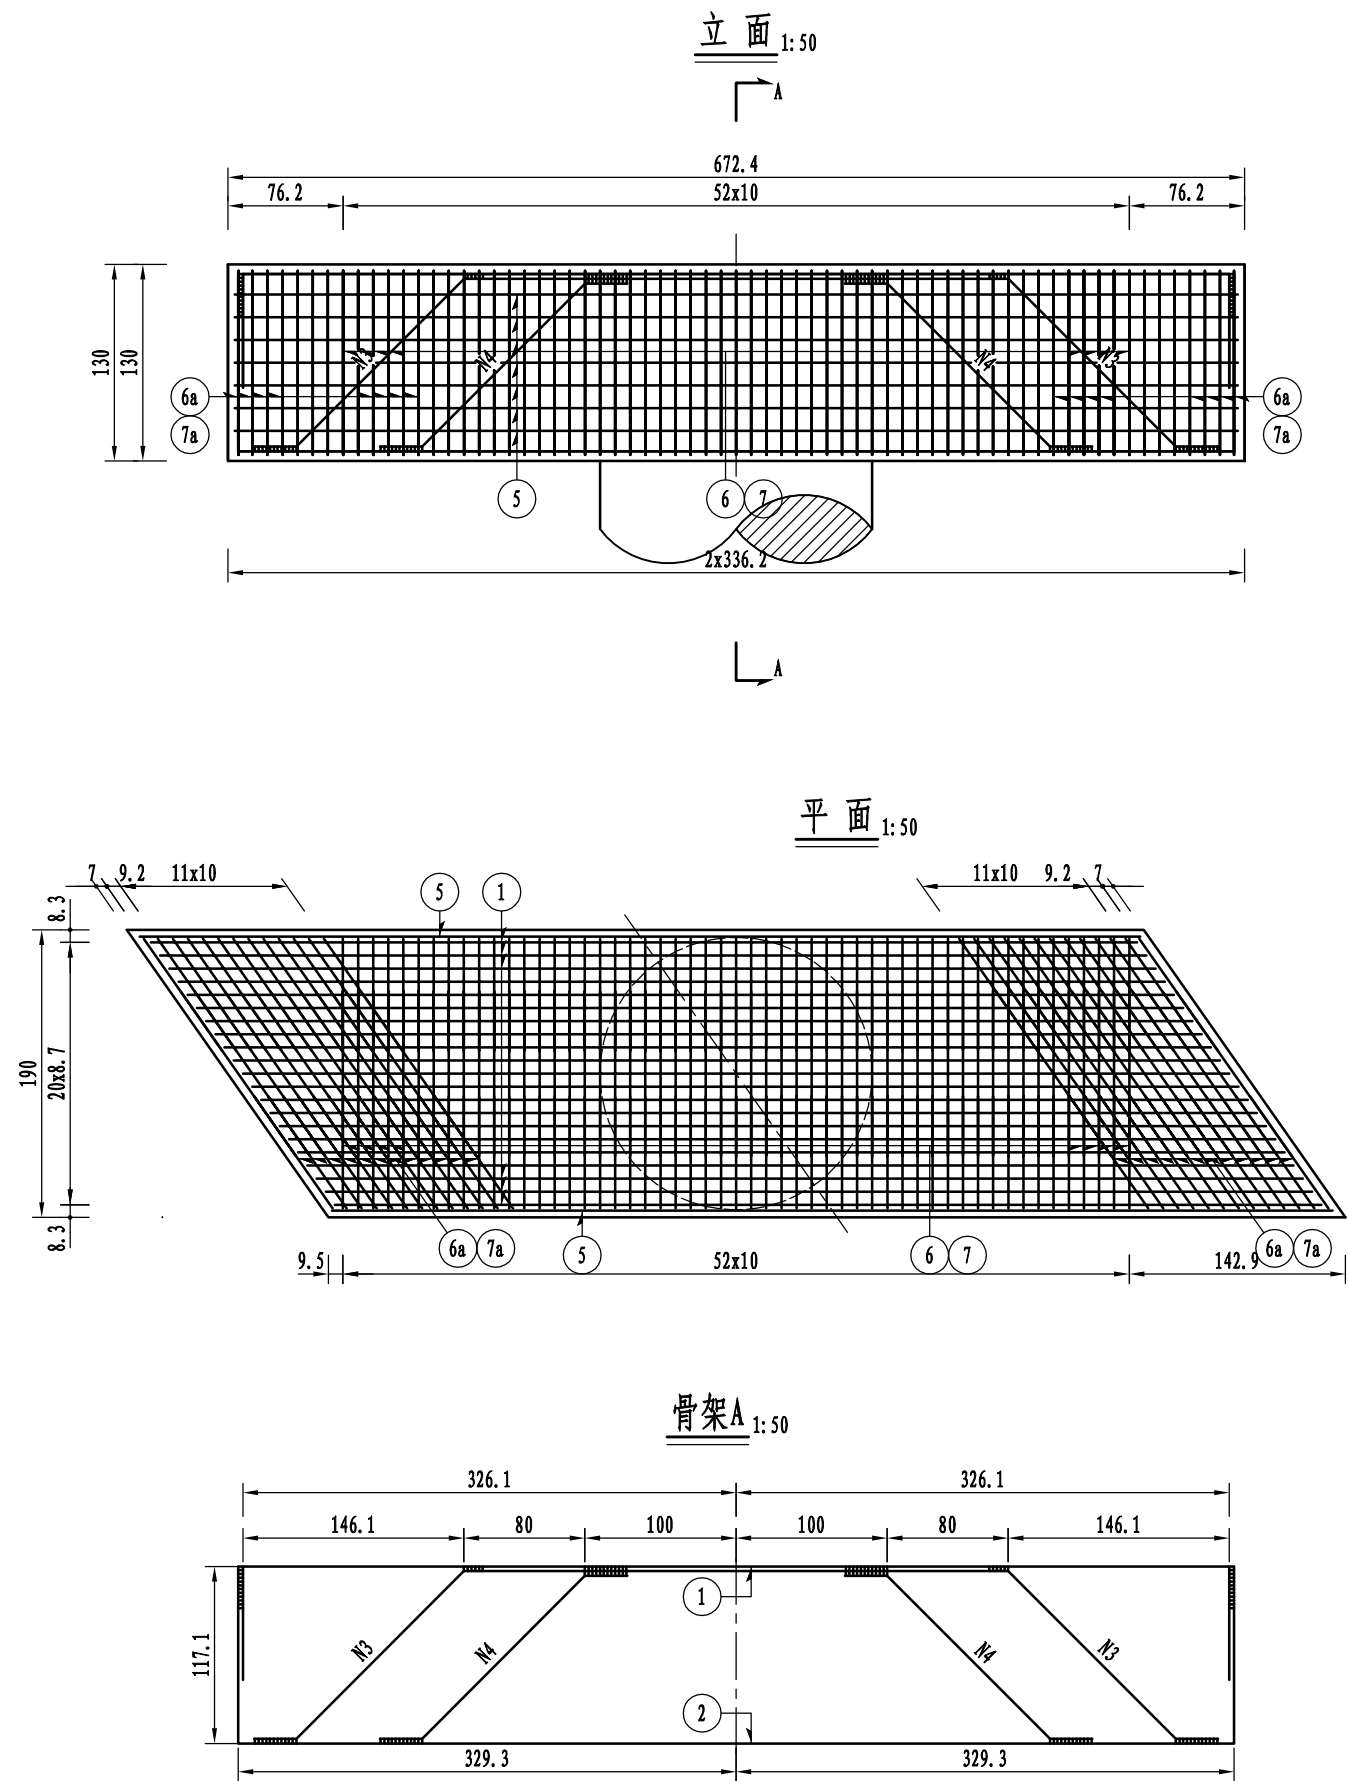 立 面 1:50
A
672.4
76.2 52x10 76.2
130 130
N3 N4 N4 N3
6a 6a
7a 7a
5 6 7
2x336.2
A
平 面 1:50
7 9.2 11x10 11x10 9.2 7
5 1
8.3
190 20x8.7
8.3
6a 7a 5 6 7 6a 7a
9.5 52x10 142.9
骨架A 1:50
326.1 326.1
146.1 80 100 100 80 146.1
1
117.1
N3 N4 N4 N3
2
329.3 329.3